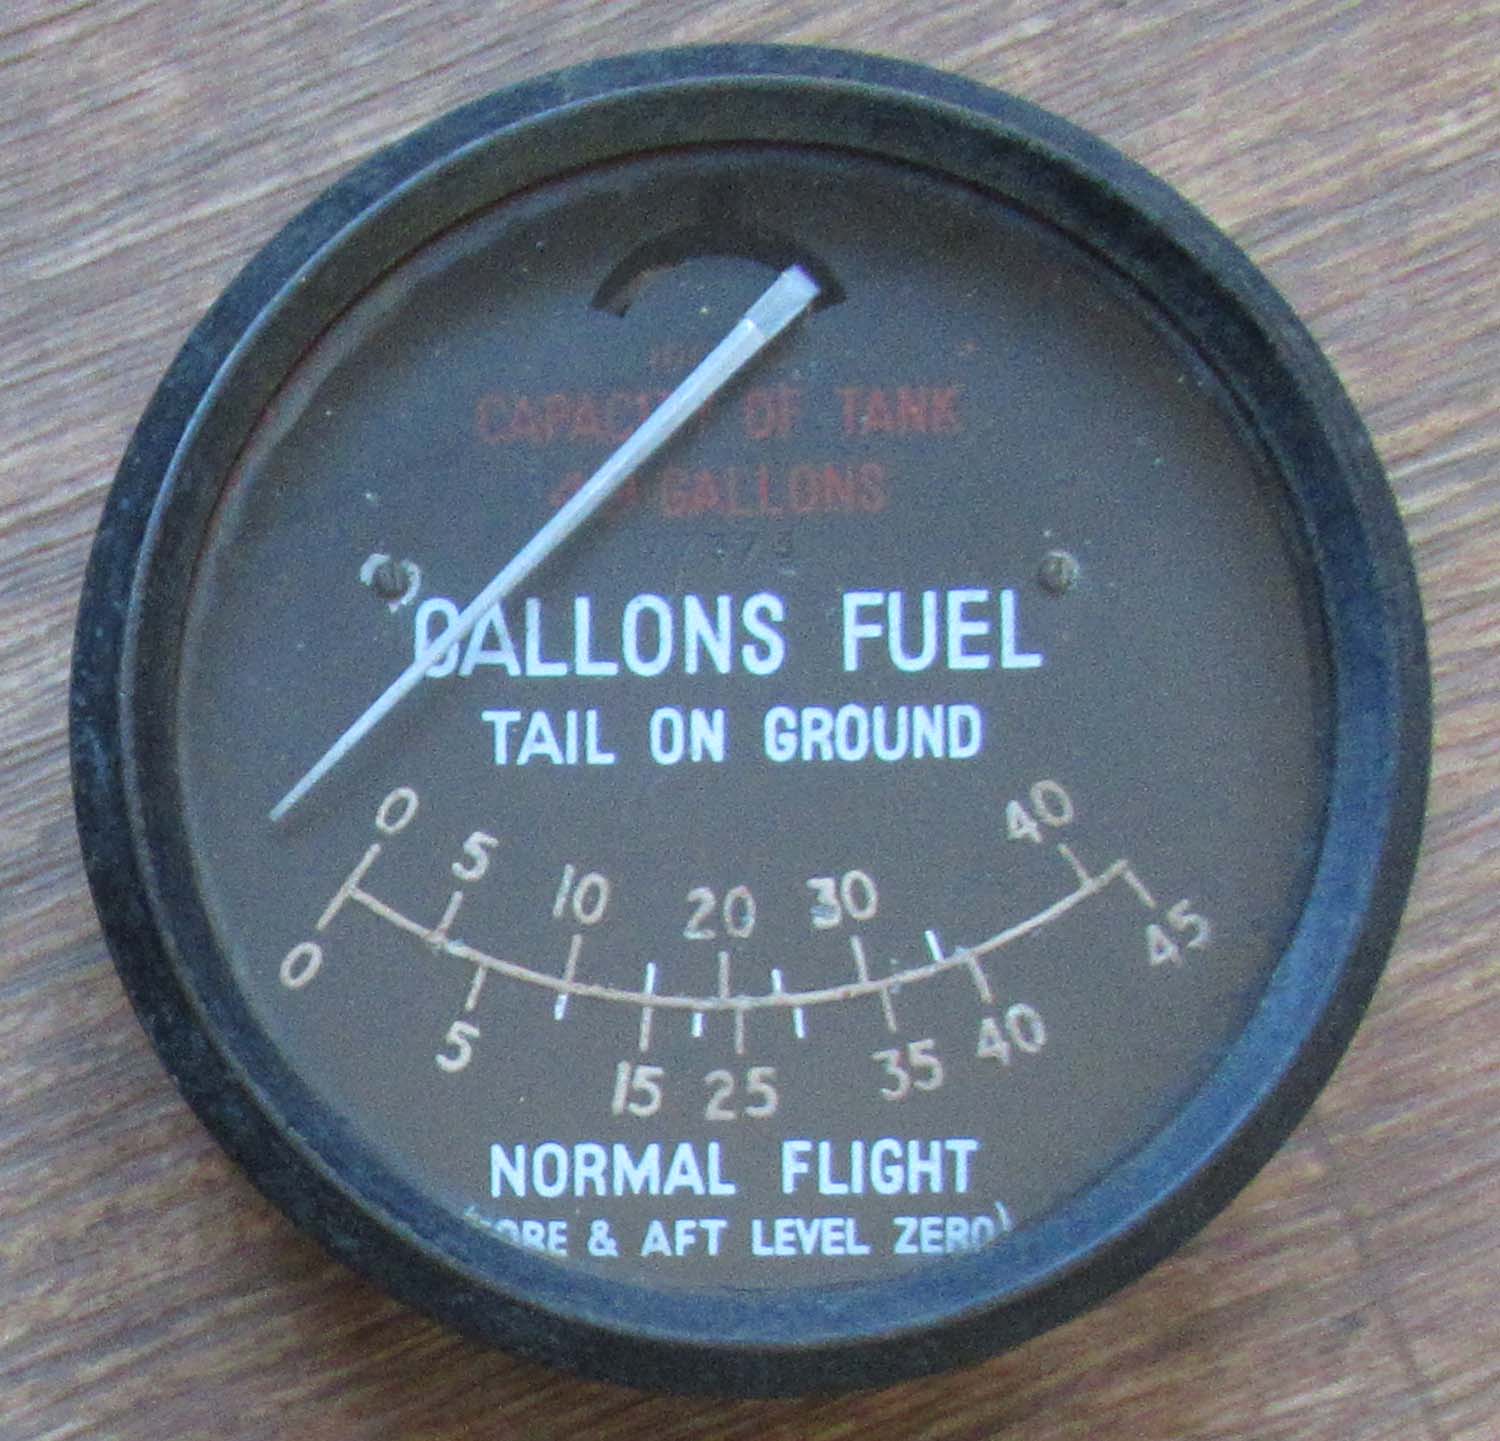 CAPACITY OF TANK
GALLONS
GALLONS FUEL
TAIL ON GROUND
0 5 10 20 30 40
0 5 15 25 35 40 45
NORMAL FLIGHT
(FORE & AFT LEVEL ZERO)